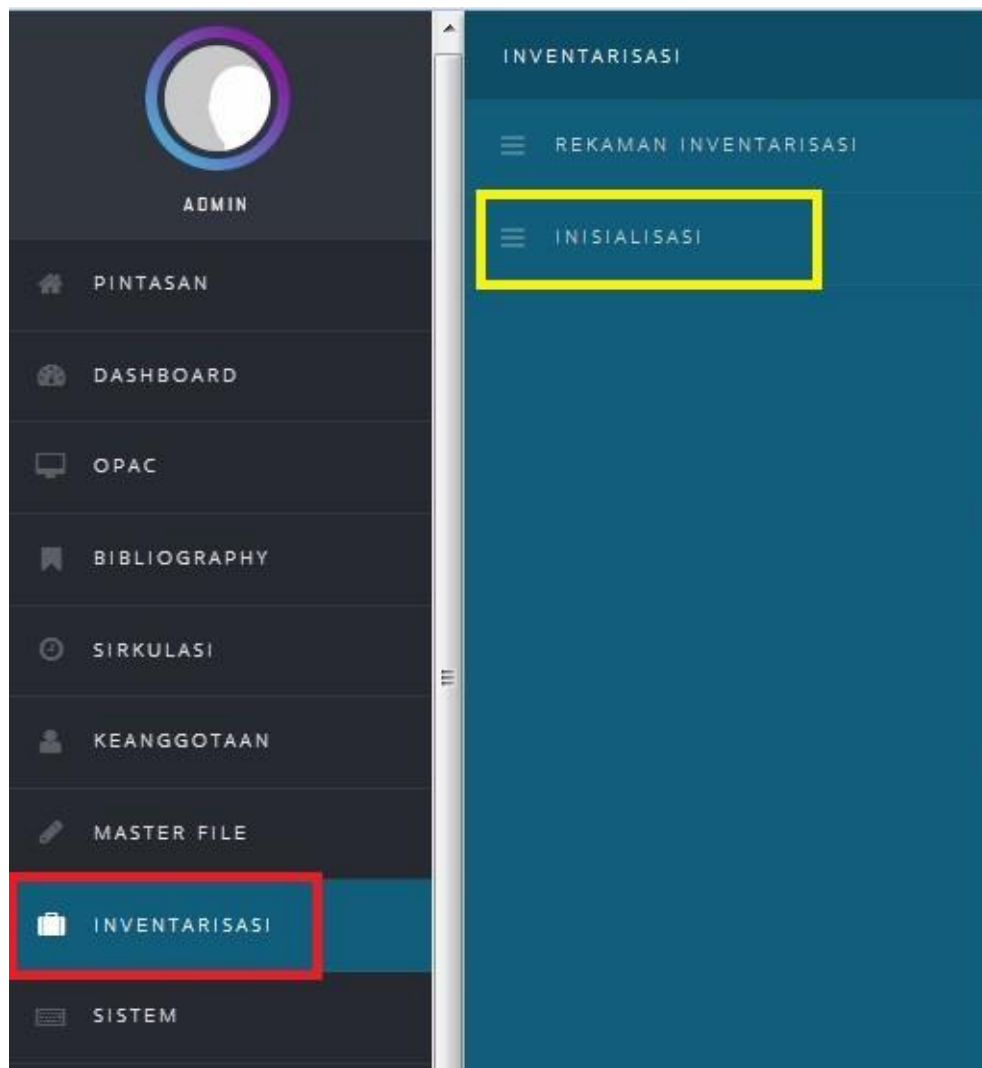 ADMIN
PINTASAN
DASHBOARD
OPAC
BIBLIOGRAPHY
SIRKULASI
KEANGGOTAAN
MASTER FILE
INVENTARISASI
SISTEM
INVENTARISASI
REKAMAN INVENTARISASI
INISIALISASI